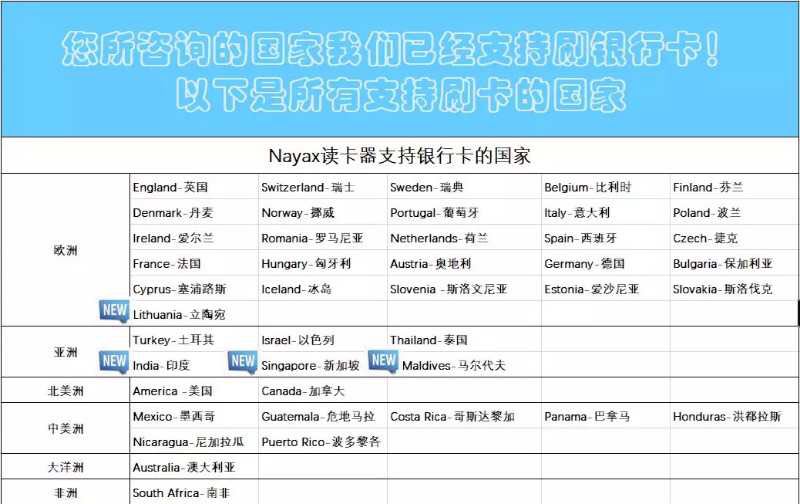 您所咨询的国家我们已经支持刷银行卡！
以下是所有支持刷卡的国家
Nayax读卡器支持银行卡的国家
欧洲
England-英国 Switzerland-瑞士 Sweden-瑞典 Belgium-比利时 Finland-芬兰
Denmark-丹麦 Norway-挪威 Portugal-葡萄牙 Italy-意大利 Poland-波兰
Ireland-爱尔兰 Romania-罗马尼亚 Netherlands-荷兰 Spain-西班牙 Czech-捷克
France-法国 Hungary-匈牙利 Austria-奥地利 Germany-德国 Bulgaria-保加利亚
Cyprus-塞浦路斯 Iceland-冰岛 Slovenia -斯洛文尼亚 Estonia-爱沙尼亚 Slovakia-斯洛伐克
NEW Lithuania-立陶宛
亚洲
Turkey-土耳其 Israel-以色列 Thailand-泰国
NEW India-印度 NEW Singapore-新加坡 NEW Maldives-马尔代夫
北美洲 America -美国 Canada-加拿大
中美洲
Mexico-墨西哥 Guatemala-危地马拉 Costa Rica-哥斯达黎加 Panama-巴拿马 Honduras-洪都拉斯
Nicaragua-尼加拉瓜 Puerto Rico-波多黎各
大洋洲 Australia-澳大利亚
非洲 South Africa-南非